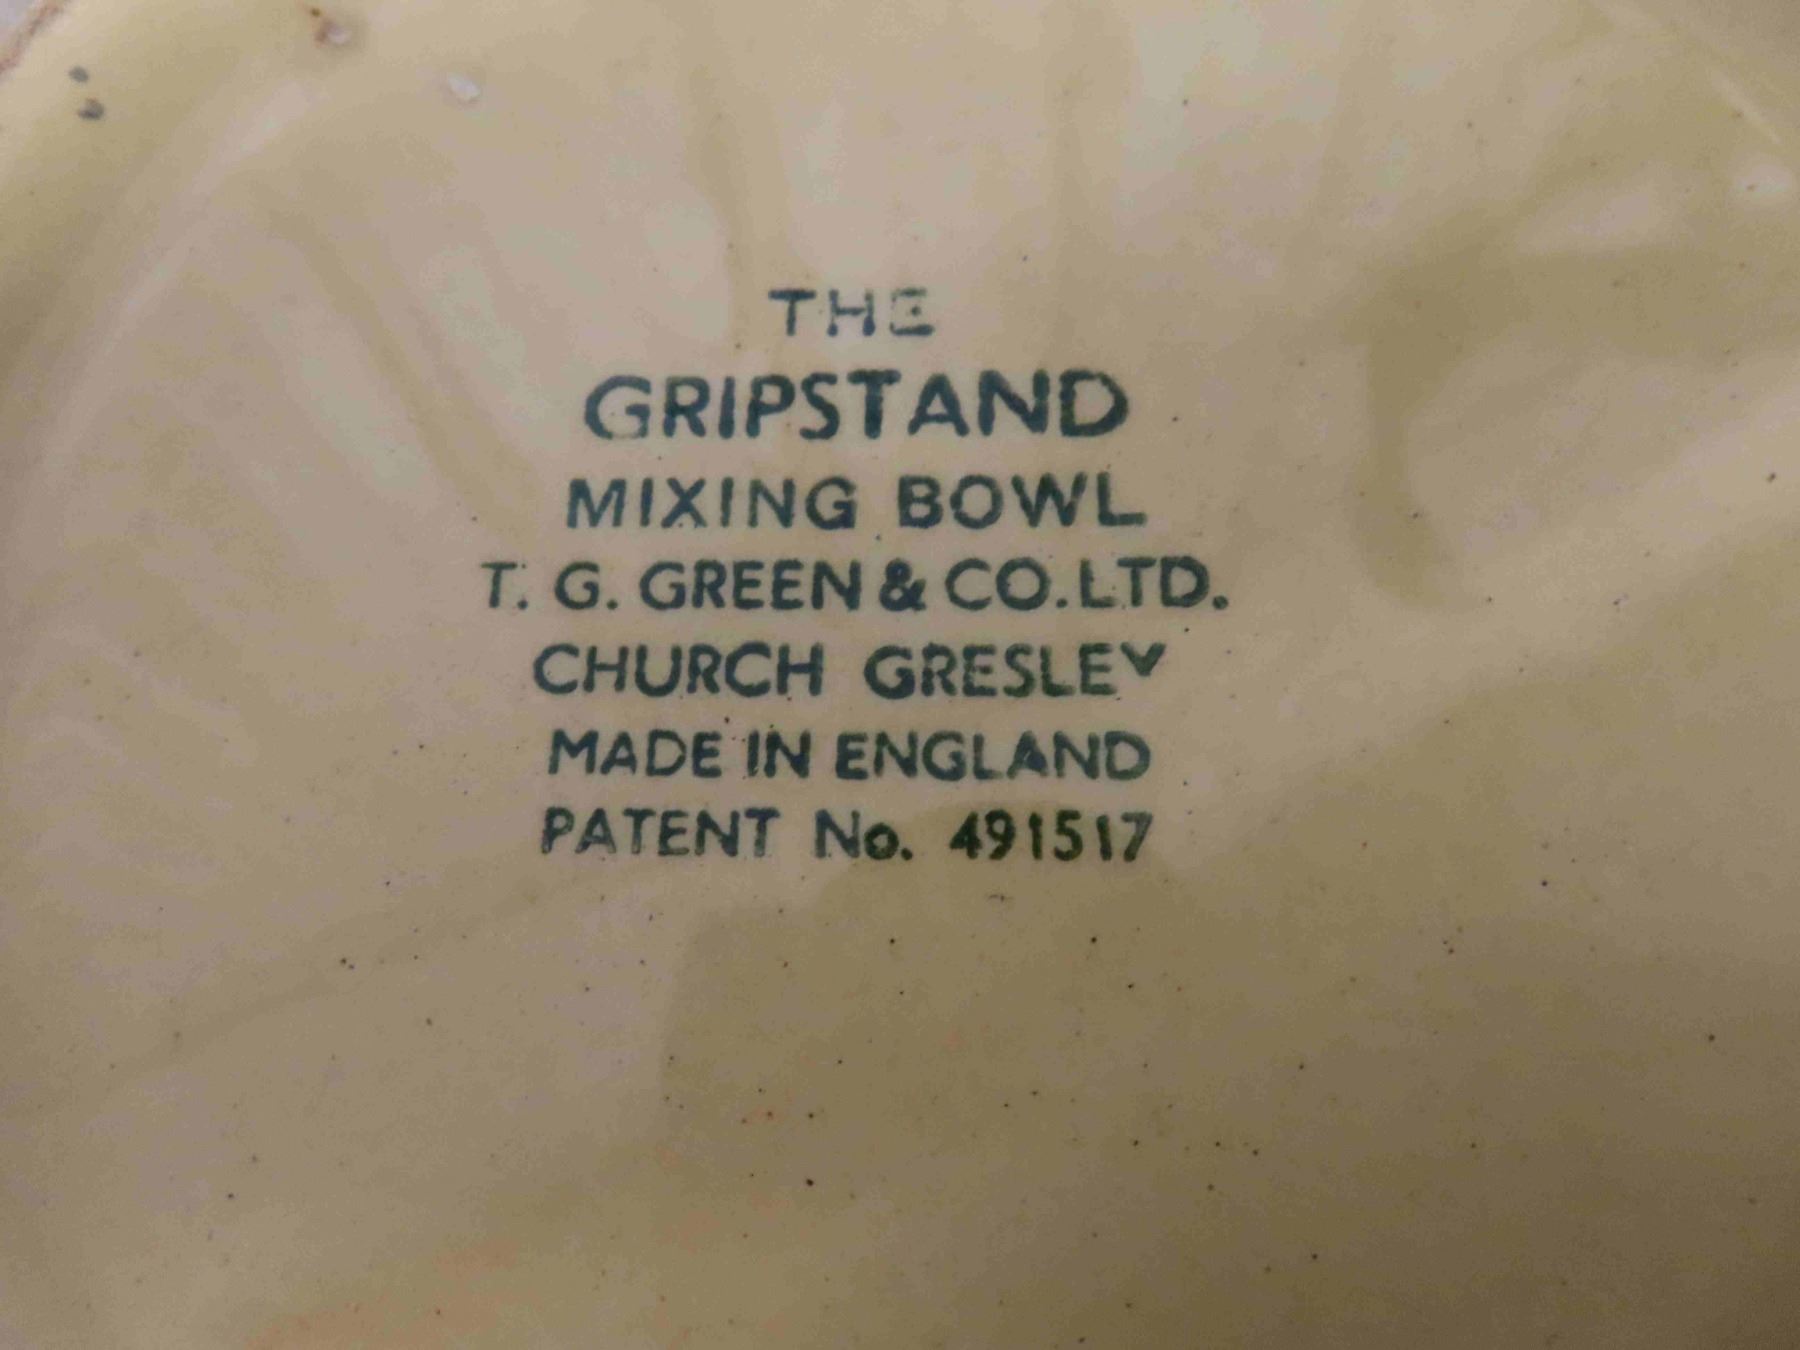 THE
GRIPSTAND
MIXING BOWL
T. G. GREEN & CO. LTD.
CHURCH GRESLEY
MADE IN ENGLAND
PATENT No. 491517